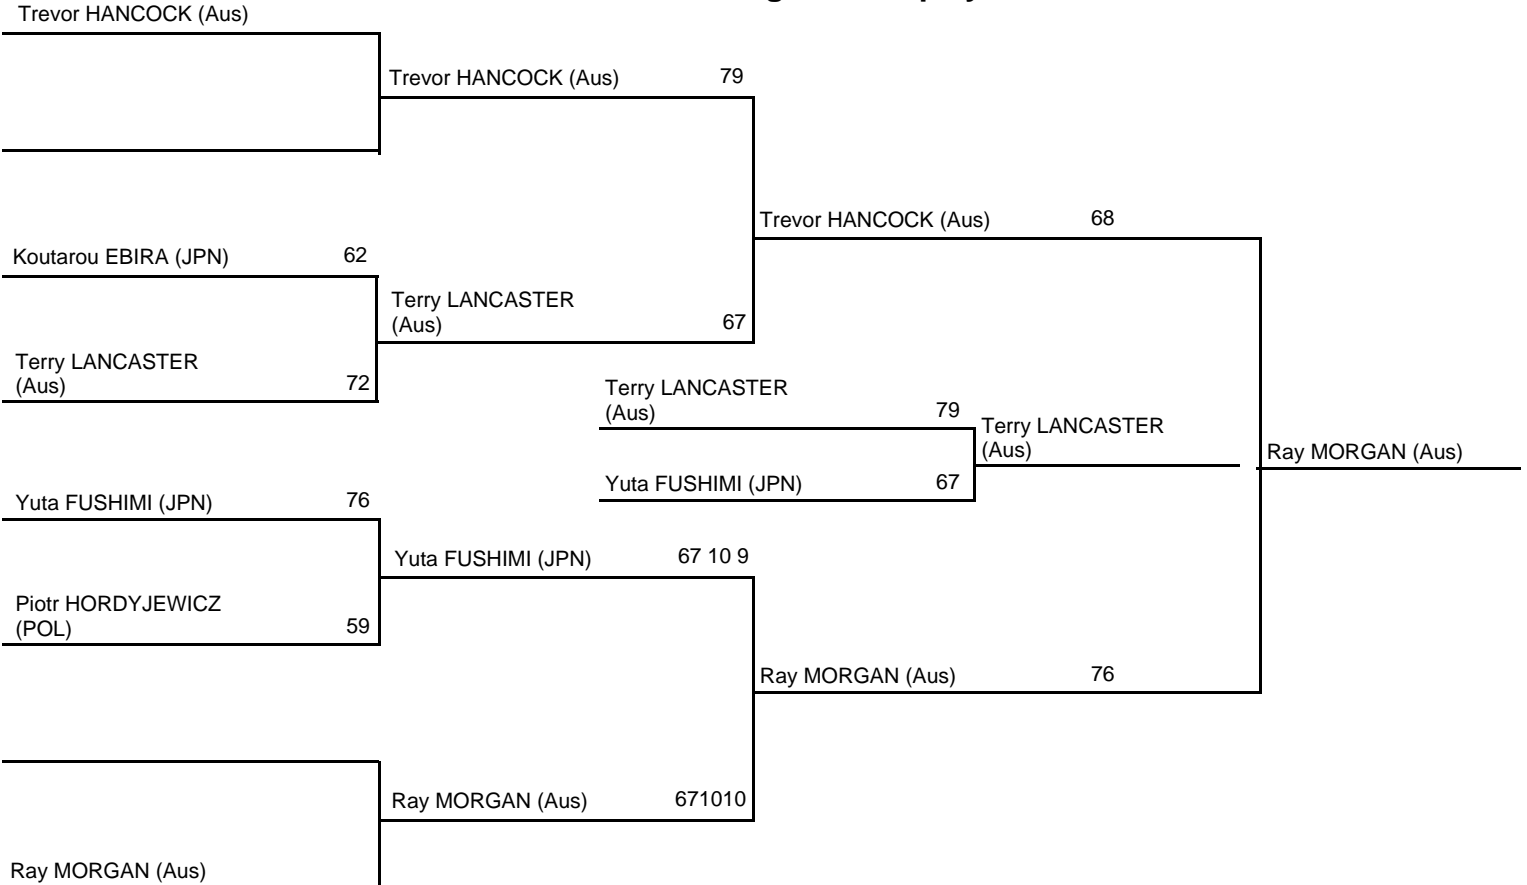 Trevor HANCOCK (Aus)
Trevor HANCOCK (Aus) 79
Trevor HANCOCK (Aus) 68
Koutarou EBIRA (JPN) 62
Terry LANCASTER
(Aus) 67
Terry LANCASTER
(Aus) 72
Terry LANCASTER
(Aus) 79
Terry LANCASTER
(Aus)
Ray MORGAN (Aus)
Yuta FUSHIMI (JPN) 67
Yuta FUSHIMI (JPN) 76
Yuta FUSHIMI (JPN) 67 10 9
Piotr HORDYJEWICZ
(POL) 59
Ray MORGAN (Aus) 76
Ray MORGAN (Aus) 671010
Ray MORGAN (Aus)